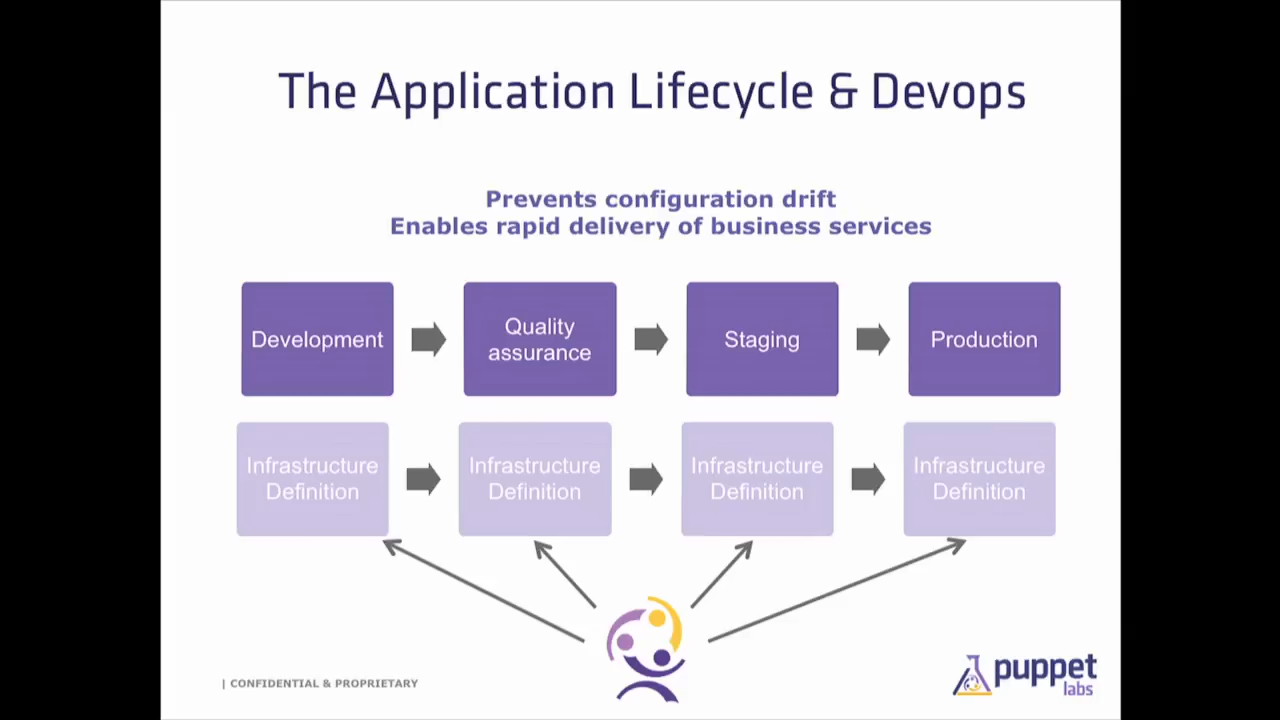 The Application Lifecycle & Devops
Prevents configuration drift
Enables rapid delivery of business services
Development
Quality
assurance
Staging
Production
Infrastructure
Definition
Infrastructure
Definition
Infrastructure
Definition
Infrastructure
Definition
| CONFIDENTIAL & PROPRIETARY
puppet
labs